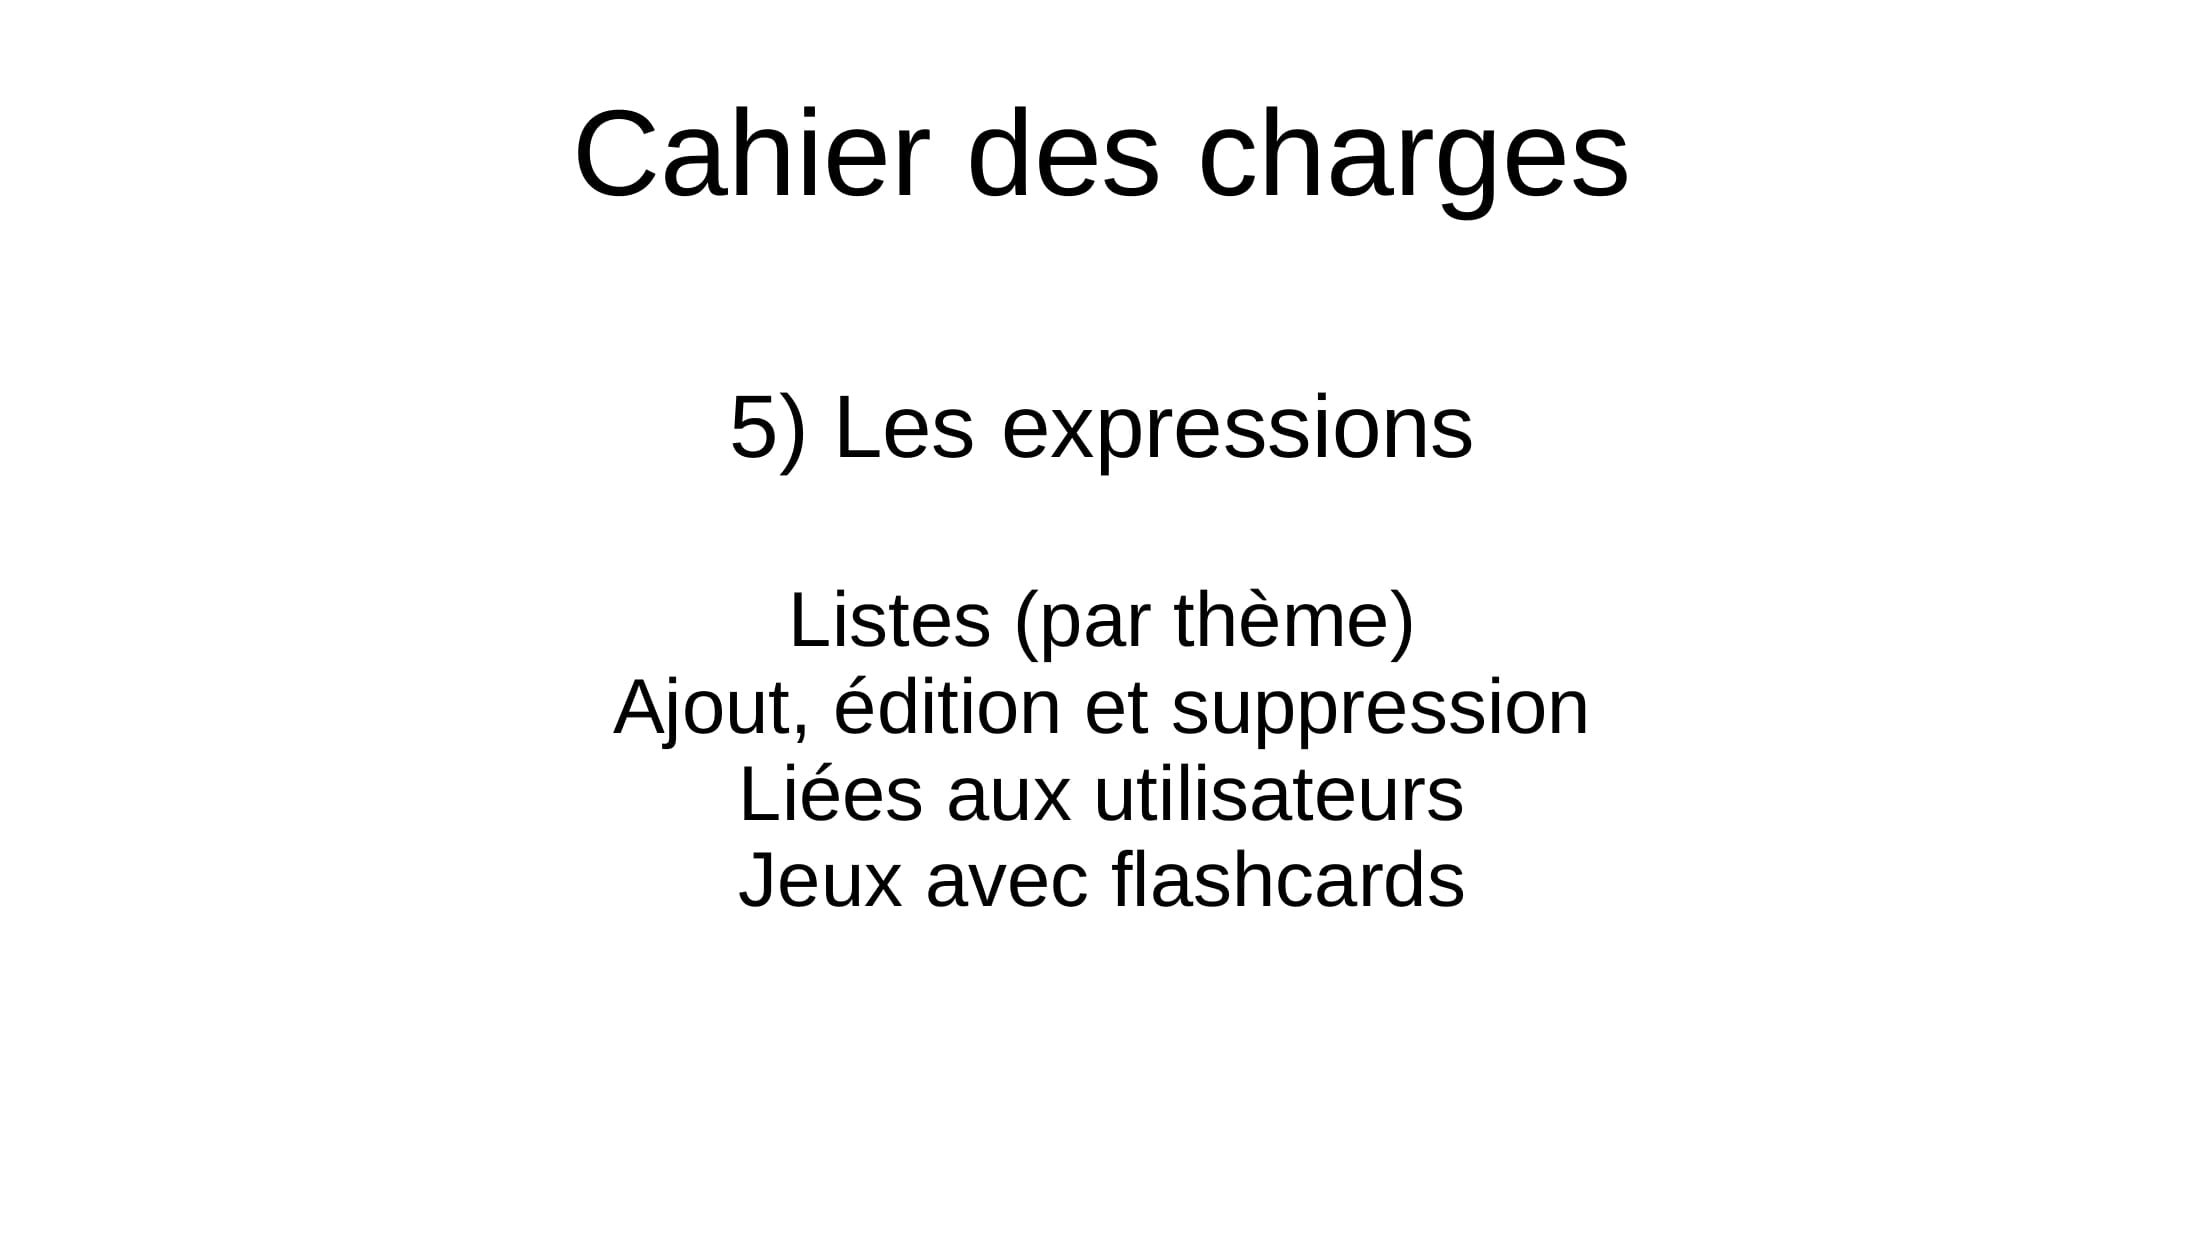 Cahier des charges
5) Les expressions
Listes (par thème)
Ajout, édition et suppression
Liées aux utilisateurs
Jeux avec flashcards